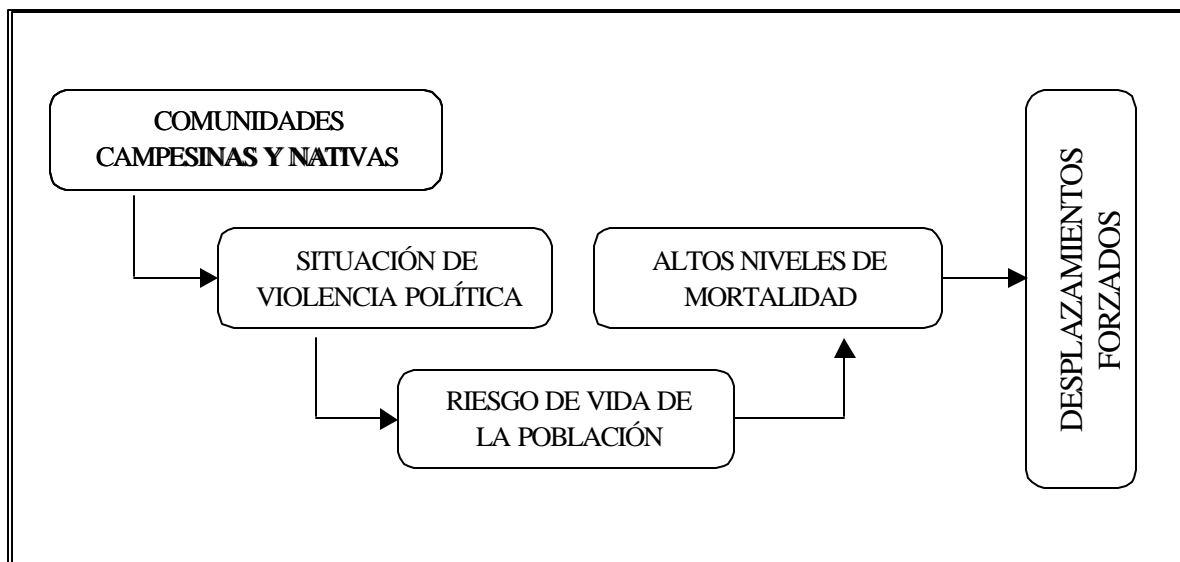 COMUNIDADES
CAMPESINAS Y NATIVAS
SITUACIÓN DE
VIOLENCIA POLÍTICA
RIESGO DE VIDA DE
LA POBLACIÓN
ALTOS NIVELES DE
MORTALIDAD
DESPLAZAMIENTOS
FORZADOS